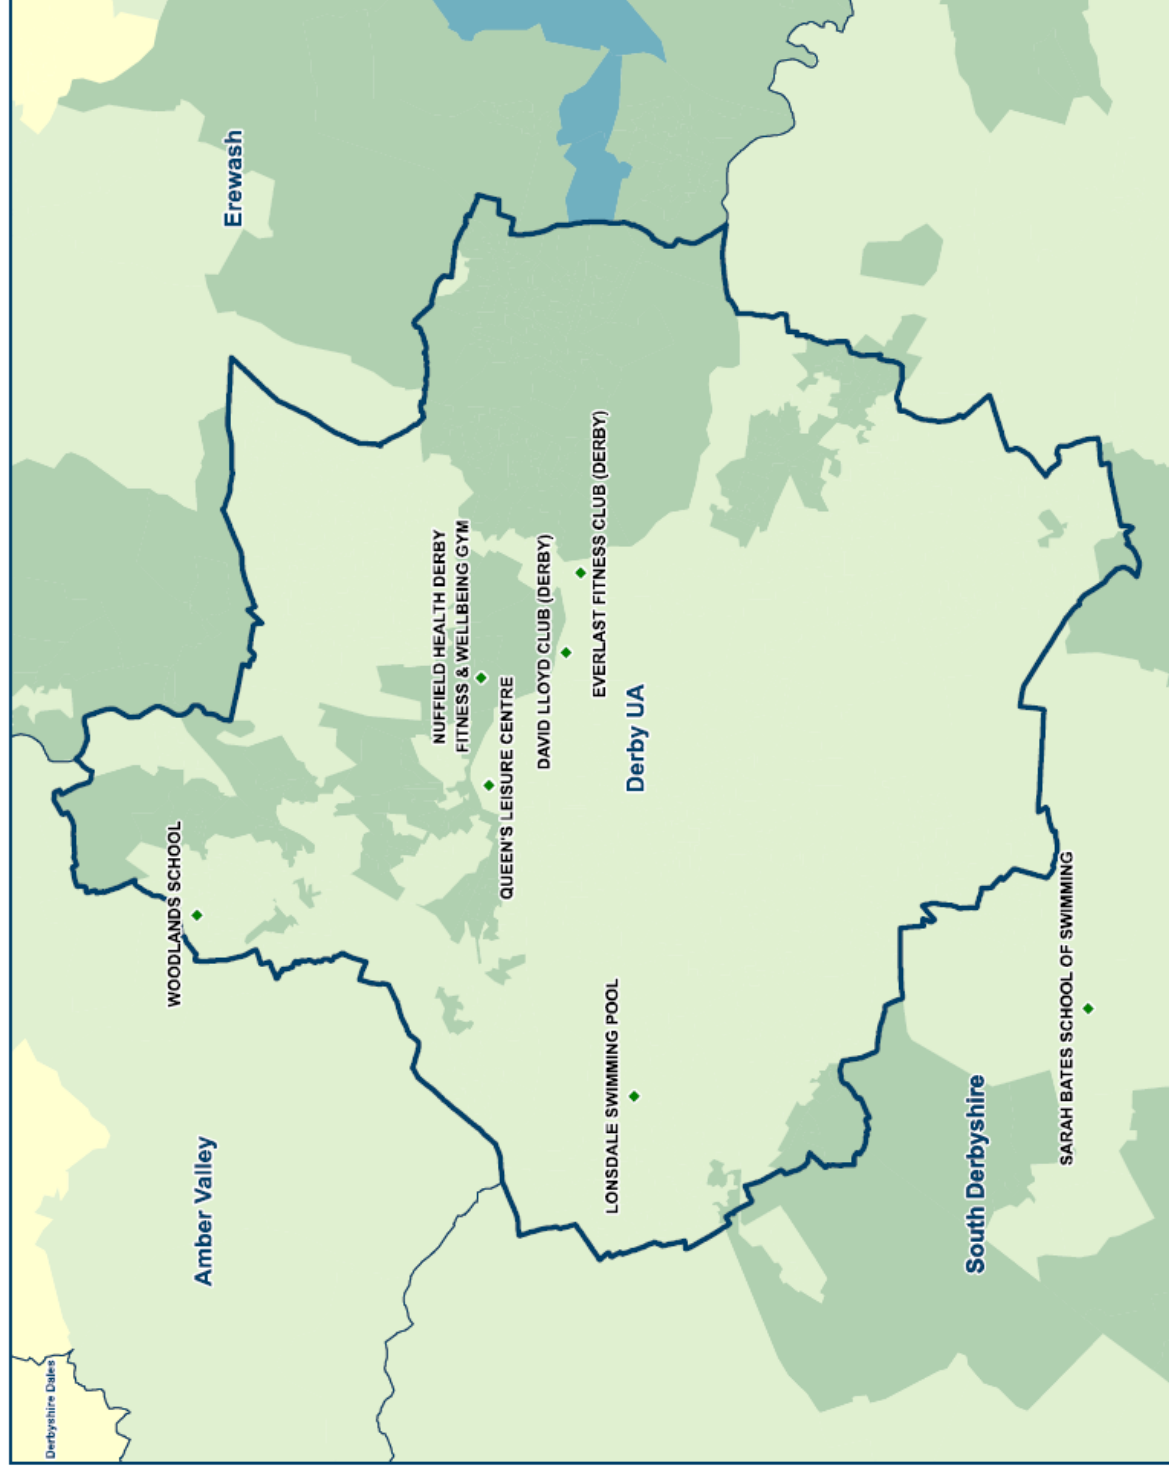 Derbyshire Dales
Amber Valley
Erewash
WOODLANDS SCHOOL
NUFFIELD HEALTH DERBY
FITNESS & WELLBEING GYM
QUEEN'S LEISURE CENTRE
DAVID LLOYD CLUB (DERBY)
EVERLAST FITNESS CLUB (DERBY)
LONSDALE SWIMMING POOL
Derby UA
South Derbyshire
SARAH BATES SCHOOL OF SWIMMING